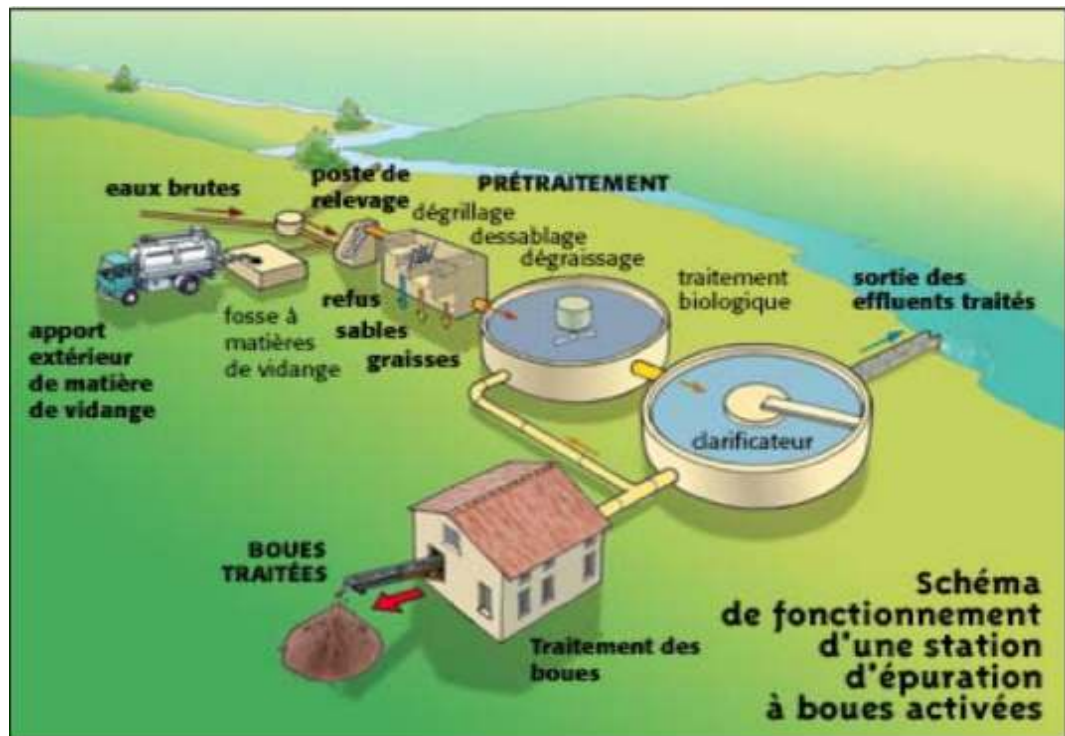 eaux brutes
poste de
relevage
PRÉTRAITEMENT
dégrillage
dessablage
dégraissage
traitement
biologique
sortie des
effluents traités
apport
extérieur
de matière
de vidange
fosse à
matières
de vidange
refus
sables
graisses
clarificateur
BOUES
TRAITÉES
Traitement des
boues
Schéma
de fonctionnement
d'une station
d'épuration
à boues activées